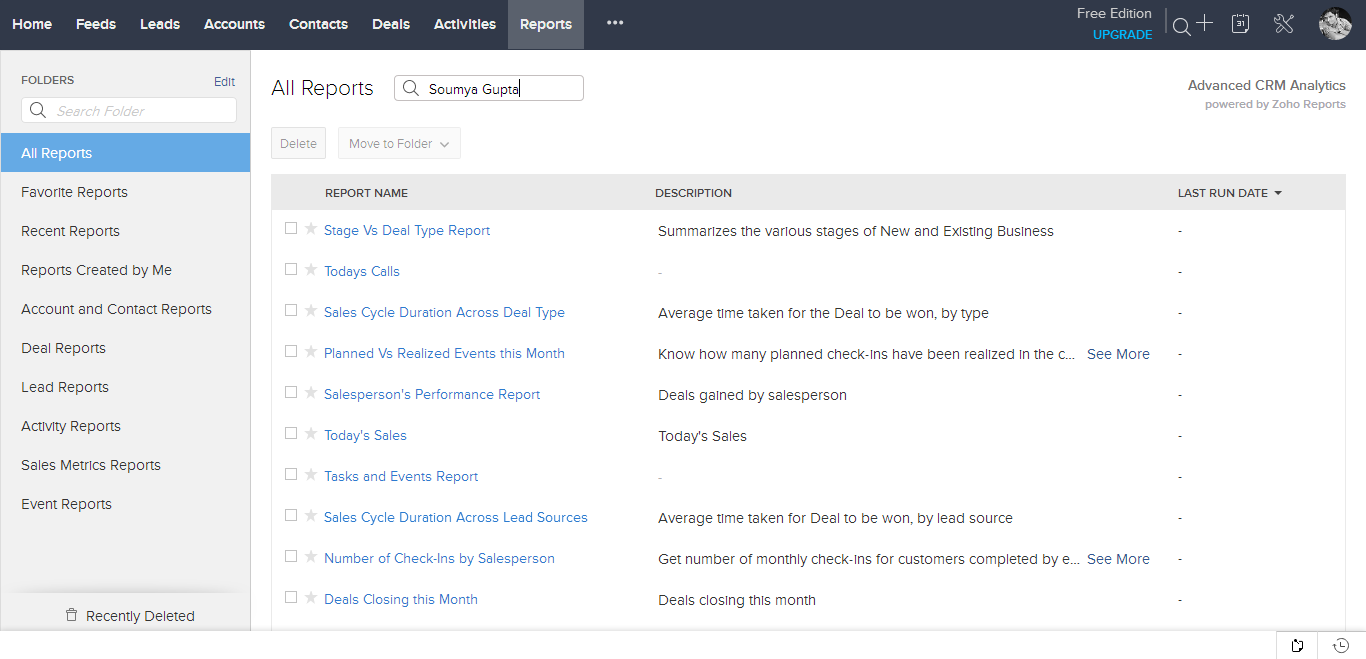 Home Feeds Leads Accounts Contacts Deals Activities Reports •••
Free Edition
UPGRADE
31
FOLDERS Edit
Search Folder
All Reports
Favorite Reports
Recent Reports
Reports Created by Me
Account and Contact Reports
Deal Reports
Lead Reports
Activity Reports
Sales Metrics Reports
Event Reports
Recently Deleted
All Reports Soumya Gupta
Advanced CRM Analytics
powered by Zoho Reports
Delete Move to Folder
REPORT NAME DESCRIPTION LAST RUN DATE
Stage Vs Deal Type Report Summarizes the various stages of New and Existing Business -
Todays Calls - -
Sales Cycle Duration Across Deal Type Average time taken for the Deal to be won, by type -
Planned Vs Realized Events this Month Know how many planned check-ins have been realized in the c... See More -
Salesperson's Performance Report Deals gained by salesperson -
Today's Sales Today's Sales -
Tasks and Events Report - -
Sales Cycle Duration Across Lead Sources Average time taken for Deal to be won, by lead source -
Number of Check-Ins by Salesperson Get number of monthly check-ins for customers completed by e... See More -
Deals Closing this Month Deals closing this month -